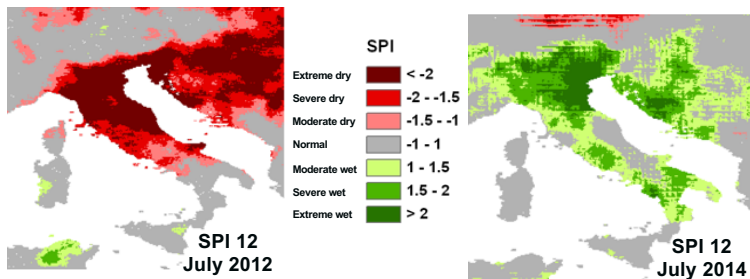 SPI
Extreme dry < -2
Severe dry -2 - -1.5
Moderate dry -1.5 - -1
Normal -1 - 1
Moderate wet 1 - 1.5
Severe wet 1.5 - 2
Extreme wet > 2
SPI 12
July 2012
SPI 12
July 2014